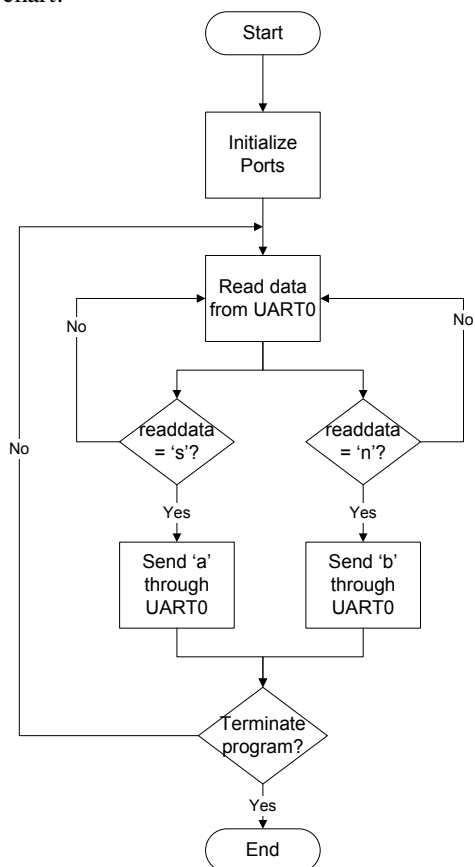 chart.
Start
Initialize
Ports
Read data
from UART0
No
No
readdata
= ‘s’?
readdata
= ‘n’?
No
Yes
Yes
Send ‘a’
through
UART0
Send ‘b’
through
UART0
Terminate
program?
Yes
End